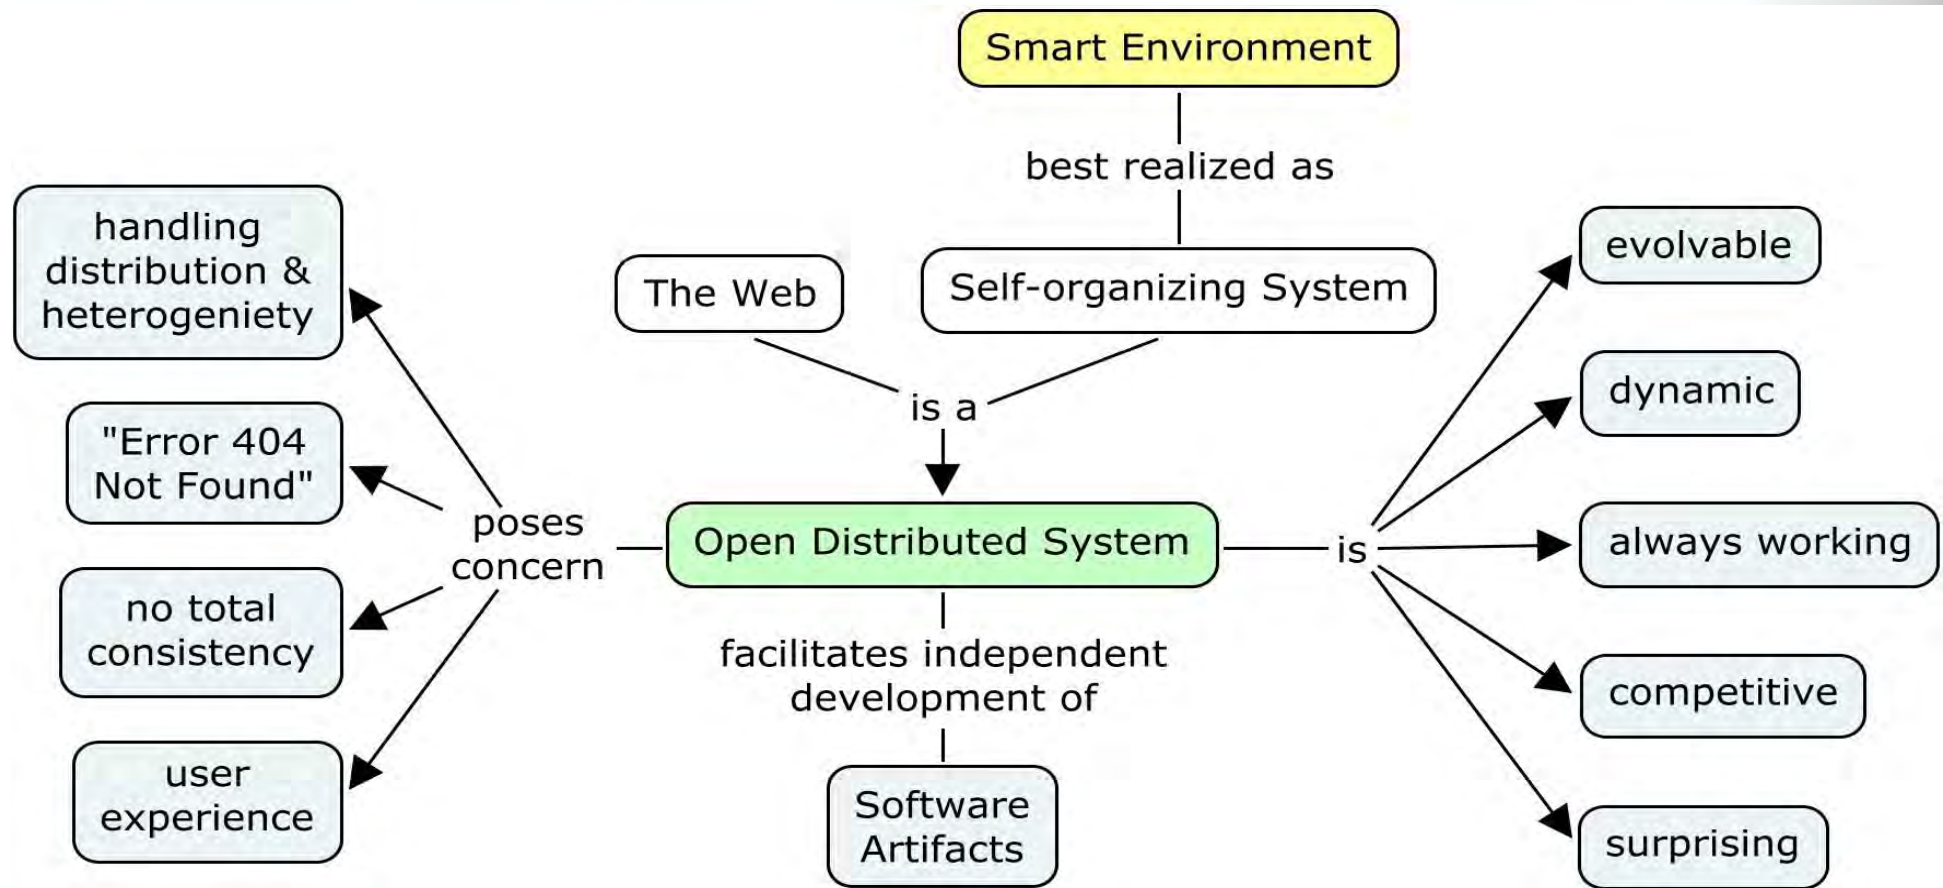 Smart Environment
best realized as
The Web
Self-organizing System
is a
Open Distributed System
poses
concern
handling
distribution &
heterogeniety
"Error 404
Not Found"
no total
consistency
user
experience
facilitates independent
development of
Software
Artifacts
is
evolvable
dynamic
always working
competitive
surprising